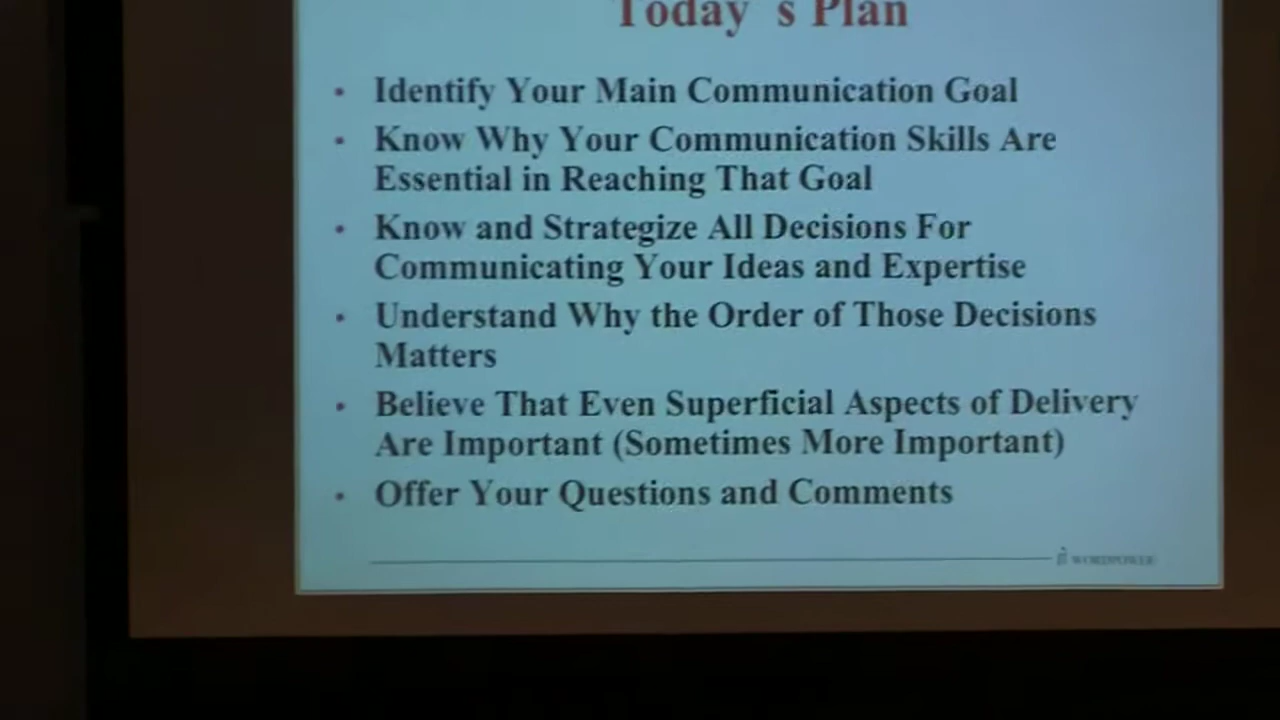 Today s Plan
• Identify Your Main Communication Goal
• Know Why Your Communication Skills Are
Essential in Reaching That Goal
• Know and Strategize All Decisions For
Communicating Your Ideas and Expertise
• Understand Why the Order of Those Decisions
Matters
• Believe That Even Superficial Aspects of Delivery
Are Important (Sometimes More Important)
• Offer Your Questions and Comments
WORDPOWER